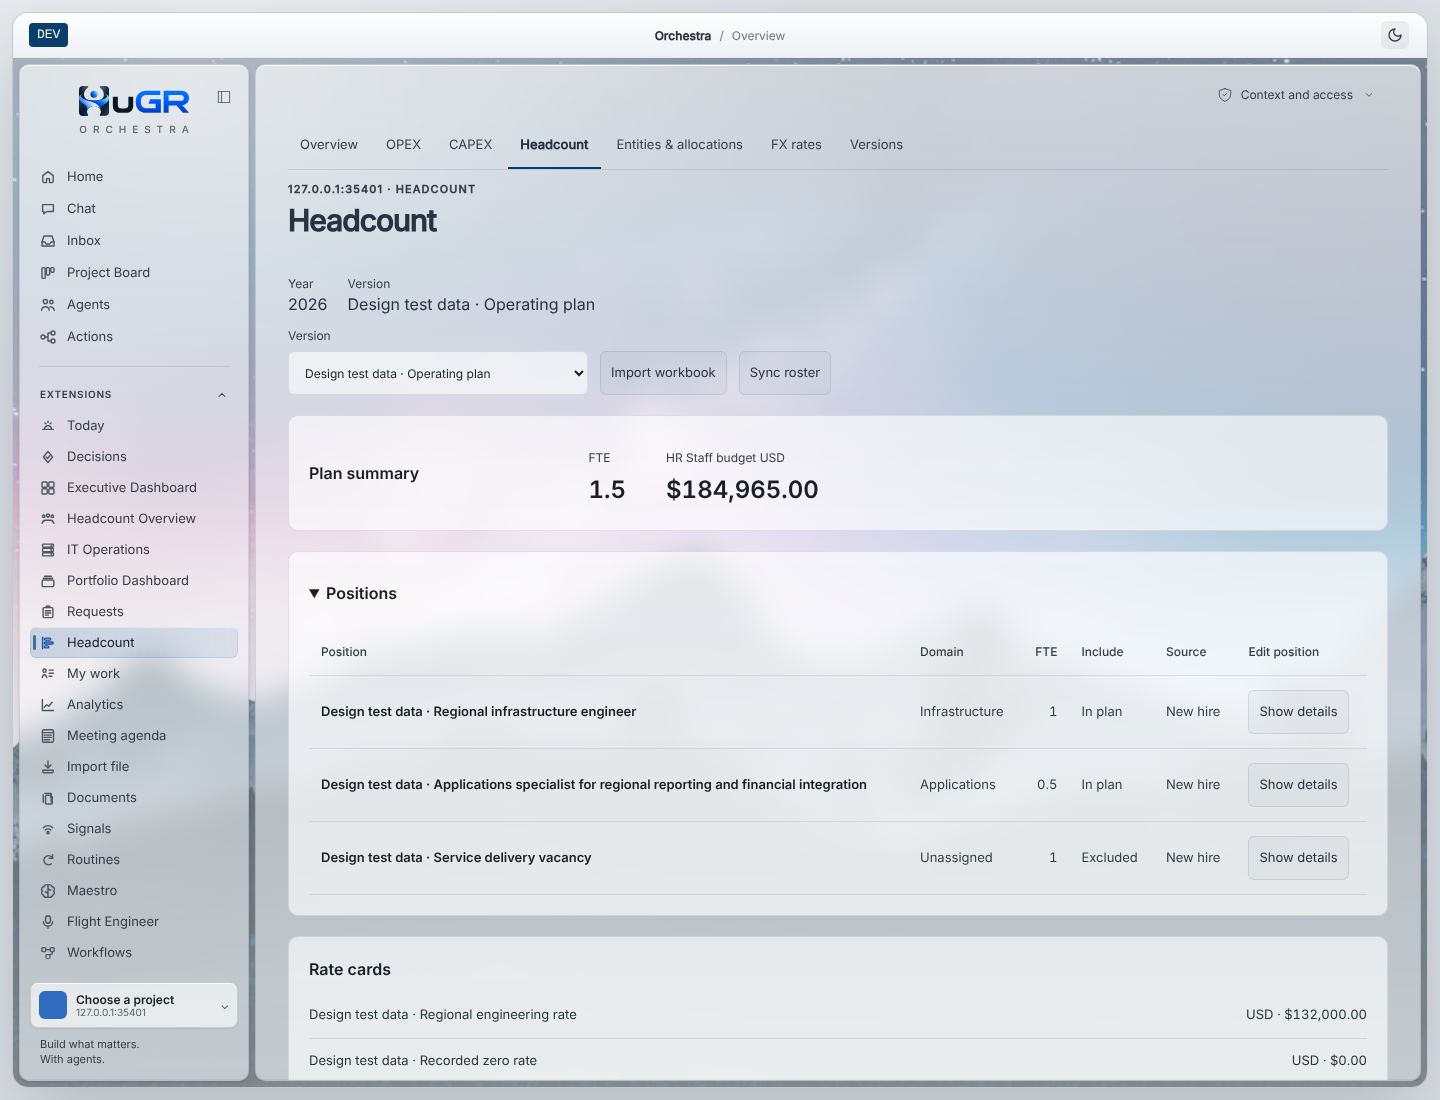 DEV
Orchestra / Overview
HuGR
ORCHESTRA
Home
Chat
Inbox
Project Board
Agents
Actions
EXTENSIONS
Today
Decisions
Executive Dashboard
Headcount Overview
IT Operations
Portfolio Dashboard
Requests
Headcount
My work
Analytics
Meeting agenda
Import file
Documents
Signals
Routines
Maestro
Flight Engineer
Workflows
Choose a project
127.0.0.1:35401
Build what matters.
With agents.
Context and access
Overview OPEX CAPEX Headcount Entities & allocations FX rates Versions
127.0.0.1:35401 · HEADCOUNT
Headcount
Year Version
2026 Design test data · Operating plan
Version
Design test data · Operating plan Import workbook Sync roster
Plan summary
FTE HR Staff budget USD
1.5 $184,965.00
Positions
Position Domain FTE Include Source Edit position
Design test data · Regional infrastructure engineer Infrastructure 1 In plan New hire Show details
Design test data · Applications specialist for regional reporting and financial integration Applications 0.5 In plan New hire Show details
Design test data · Service delivery vacancy Unassigned 1 Excluded New hire Show details
Rate cards
Design test data · Regional engineering rate USD · $132,000.00
Design test data · Recorded zero rate USD · $0.00